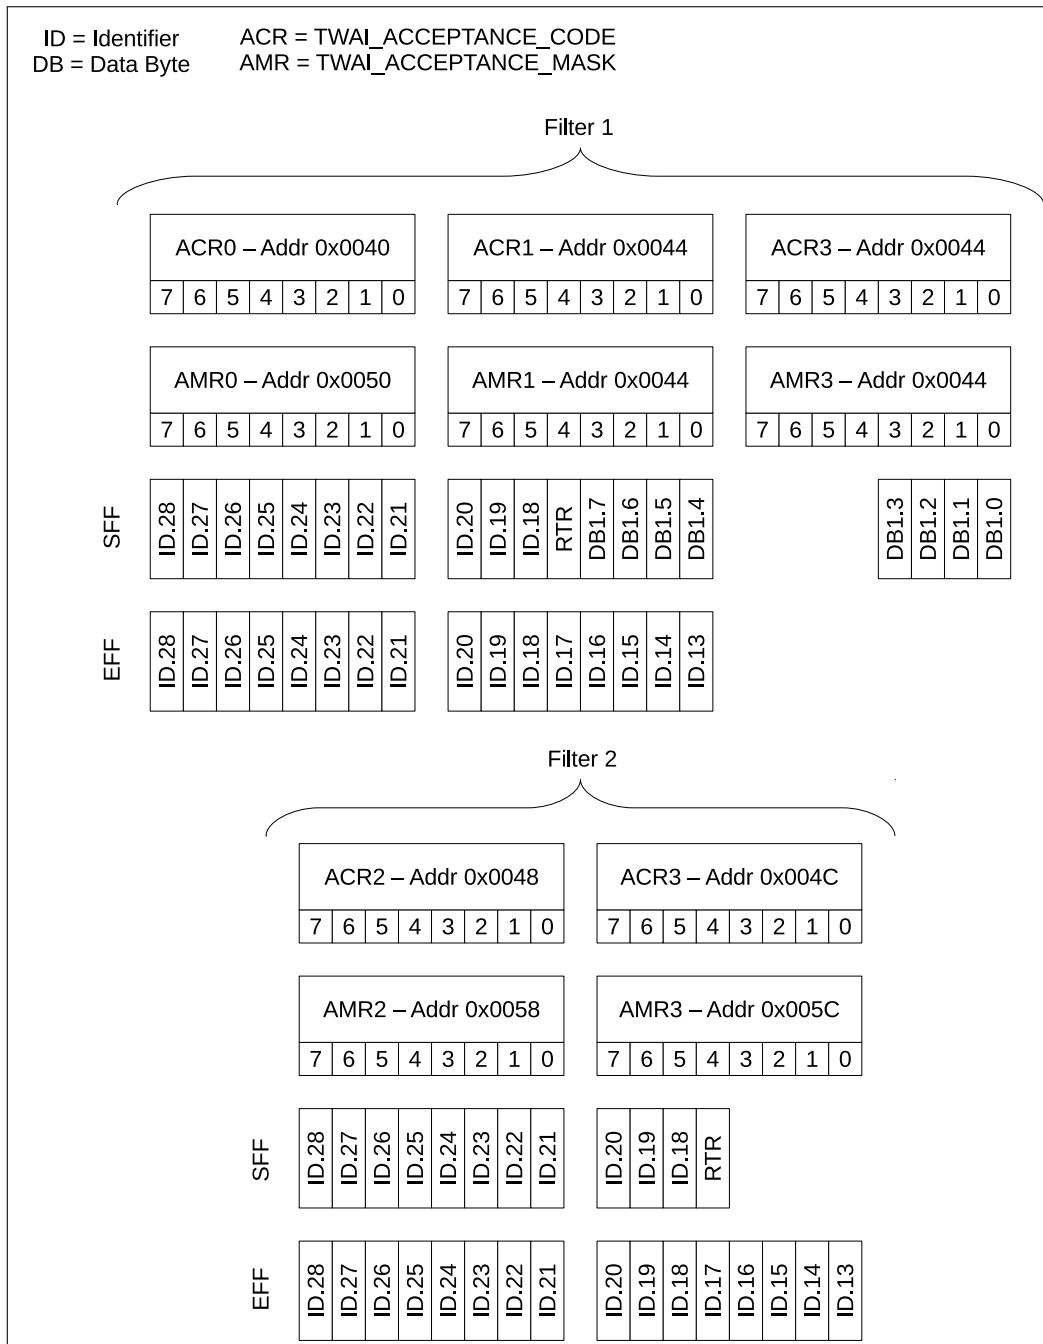 ID = Identifier ACR = TWAI_ACCEPTANCE_CODE
DB = Data Byte AMR = TWAI_ACCEPTANCE_MASK
Filter 1
ACR0 – Addr 0x0040 ACR1 – Addr 0x0044 ACR3 – Addr 0x0044
7 6 5 4 3 2 1 0 7 6 5 4 3 2 1 0 7 6 5 4 3 2 1 0
AMR0 – Addr 0x0050 AMR1 – Addr 0x0044 AMR3 – Addr 0x0044
7 6 5 4 3 2 1 0 7 6 5 4 3 2 1 0 7 6 5 4 3 2 1 0
SFF ID.28 ID.27 ID.26 ID.25 ID.24 ID.23 ID.22 ID.21 ID.20 ID.19 ID.18 RTR DB1.7 DB1.6 DB1.5 DB1.4 DB1.3 DB1.2 DB1.1 DB1.0
EFF ID.28 ID.27 ID.26 ID.25 ID.24 ID.23 ID.22 ID.21 ID.20 ID.19 ID.18 ID.17 ID.16 ID.15 ID.14 ID.13
Filter 2
ACR2 – Addr 0x0048 ACR3 – Addr 0x004C
7 6 5 4 3 2 1 0 7 6 5 4 3 2 1 0
AMR2 – Addr 0x0058 AMR3 – Addr 0x005C
7 6 5 4 3 2 1 0 7 6 5 4 3 2 1 0
SFF ID.28 ID.27 ID.26 ID.25 ID.24 ID.23 ID.22 ID.21 ID.20 ID.19 ID.18 RTR
EFF ID.28 ID.27 ID.26 ID.25 ID.24 ID.23 ID.22 ID.21 ID.20 ID.19 ID.18 ID.17 ID.16 ID.15 ID.14 ID.13